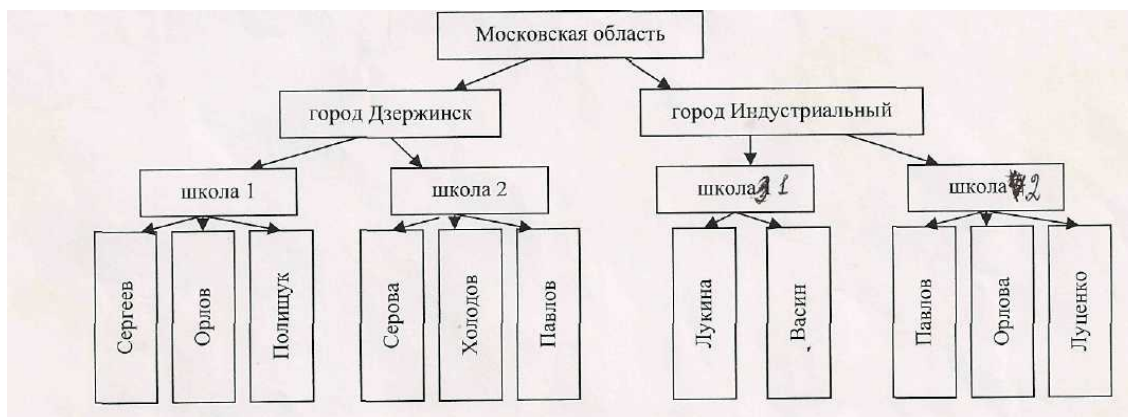 Московская область
город Дзержинск
город Индустриальный
школа 1
школа 2
школа 1
школа 2
Сергеев
Орлов
Полищук
Серова
Холодов
Павлов
Лукина
Васин
Павлов
Орлова
Луценко